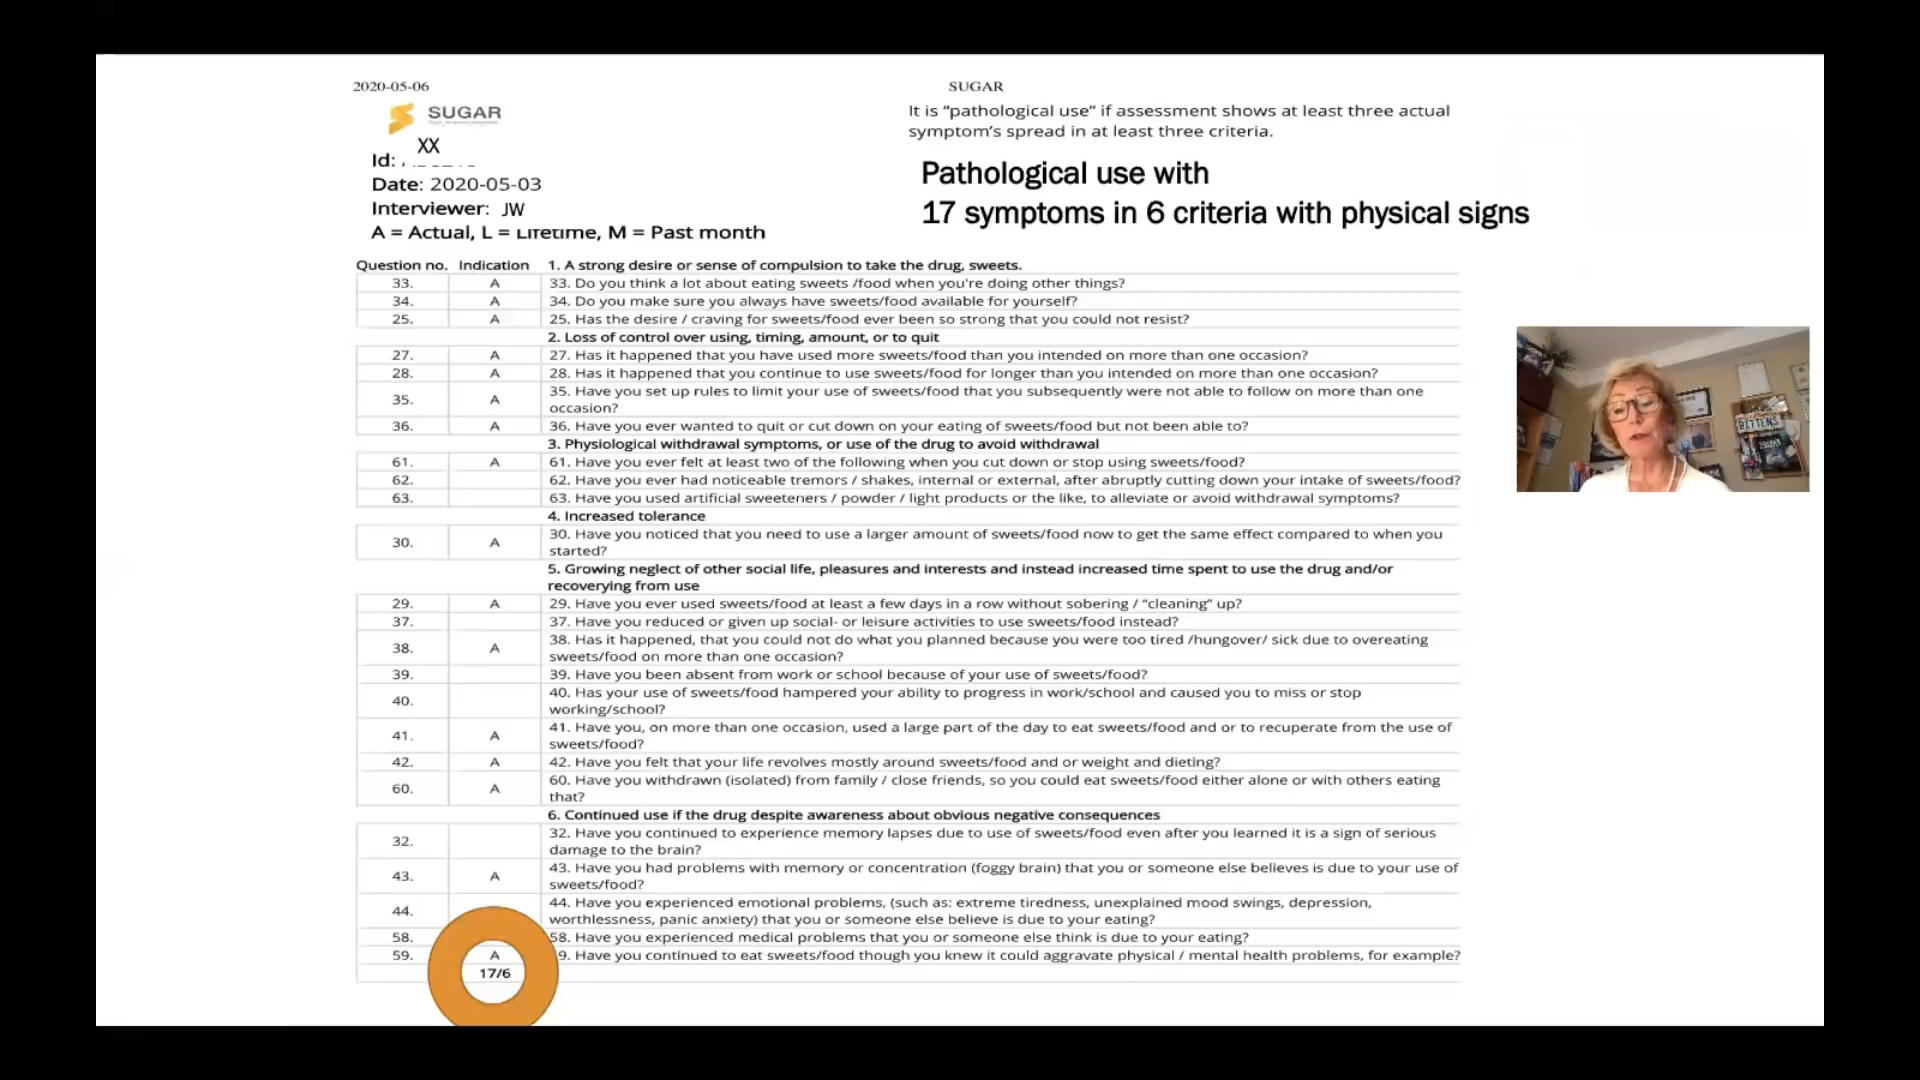 2020-05-06
SUGAR
SUGAR
It is “pathological use” if assessment shows at least three actual
symptom’s spread in at least three criteria.
XX
Id:
Date: 2020-05-03
Interviewer: JW
A = Actual, L = Lifetime, M = Past month
Pathological use with
17 symptoms in 6 criteria with physical signs
Question no. Indication 1. A strong desire or sense of compulsion to take the drug, sweets.
33. A 33. Do you think a lot about eating sweets /food when you're doing other things?
34. A 34. Do you make sure you always have sweets/food available for yourself?
25. A 25. Has the desire / craving for sweets/food ever been so strong that you could not resist?
2. Loss of control over using, timing, amount, or to quit
27. A 27. Has it happened that you have used more sweets/food than you intended on more than one occasion?
28. A 28. Has it happened that you continue to use sweets/food for longer than you intended on more than one occasion?
35. A 35. Have you set up rules to limit your use of sweets/food that you subsequently were not able to follow on more than one
occasion?
36. A 36. Have you ever wanted to quit or cut down on your eating of sweets/food but not been able to?
3. Physiological withdrawal symptoms, or use of the drug to avoid withdrawal
61. A 61. Have you ever felt at least two of the following when you cut down or stop using sweets/food?
62. 62. Have you ever had noticeable tremors / shakes, internal or external, after abruptly cutting down your intake of sweets/food?
63. 63. Have you used artificial sweeteners / powder / light products or the like, to alleviate or avoid withdrawal symptoms?
4. Increased tolerance
30. A 30. Have you noticed that you need to use a larger amount of sweets/food now to get the same effect compared to when you
started?
5. Growing neglect of other social life, pleasures and interests and instead increased time spent to use the drug and/or
recoverying from use
29. A 29. Have you ever used sweets/food at least a few days in a row without sobering / “cleaning” up?
37. 37. Have you reduced or given up social- or leisure activities to use sweets/food instead?
38. A 38. Has it happened, that you could not do what you planned because you were too tired /hungover/ sick due to overeating
sweets/food on more than one occasion?
39. 39. Have you been absent from work or school because of your use of sweets/food?
40. 40. Has your use of sweets/food hampered your ability to progress in work/school and caused you to miss or stop
working/school?
41. A 41. Have you, on more than one occasion, used a large part of the day to eat sweets/food and or to recuperate from the use of
sweets/food?
42. A 42. Have you felt that your life revolves mostly around sweets/food and or weight and dieting?
60. A 60. Have you withdrawn (isolated) from family / close friends, so you could eat sweets/food either alone or with others eating
that?
6. Continued use if the drug despite awareness about obvious negative consequences
32. 32. Have you continued to experience memory lapses due to use of sweets/food even after you learned it is a sign of serious
damage to the brain?
43. A 43. Have you had problems with memory or concentration (foggy brain) that you or someone else believes is due to your use of
sweets/food?
44. 44. Have you experienced emotional problems, (such as: extreme tiredness, unexplained mood swings, depression,
worthlessness, panic anxiety) that you or someone else believe is due to your eating?
58. 58. Have you experienced medical problems that you or someone else think is due to your eating?
59. A 9. Have you continued to eat sweets/food though you knew it could aggravate physical / mental health problems, for example?
17/6
BITTENS